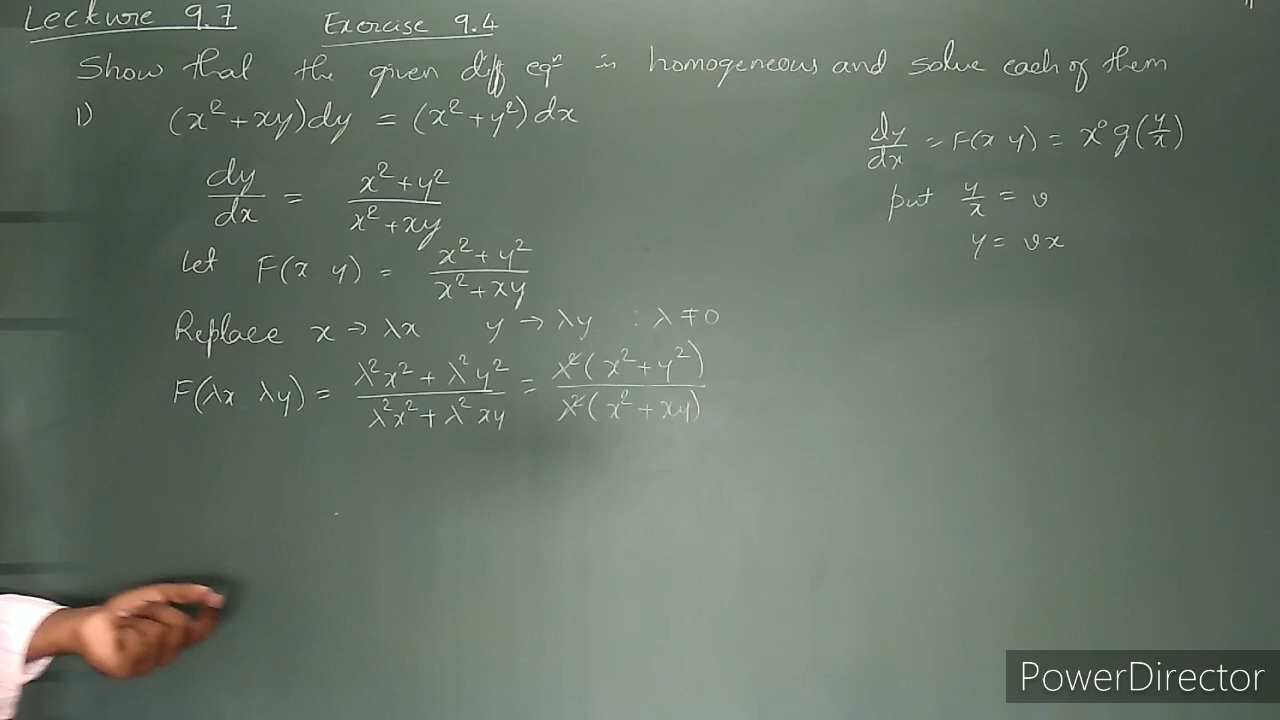 Lecture 9.7 Exercise 9.4
Show that the given diff eqⁿ is homogeneous and solve each of them
1) (x² + xy)dy = (x² + y²)dx
dy/dx = (x² + y²)/(x² + xy)
Let F(x y) = (x² + y²)/(x² + xy)
Replace x → λx y → λy : λ ≠ 0
F(λx λy) = (λ²x² + λ²y²)/(λ²x² + λ²xy) = λ²(x² + y²)/λ²(x² + xy)
dy/dx = F(x y) = x⁰ g(y/x)
put y/x = v
y = vx
PowerDirector